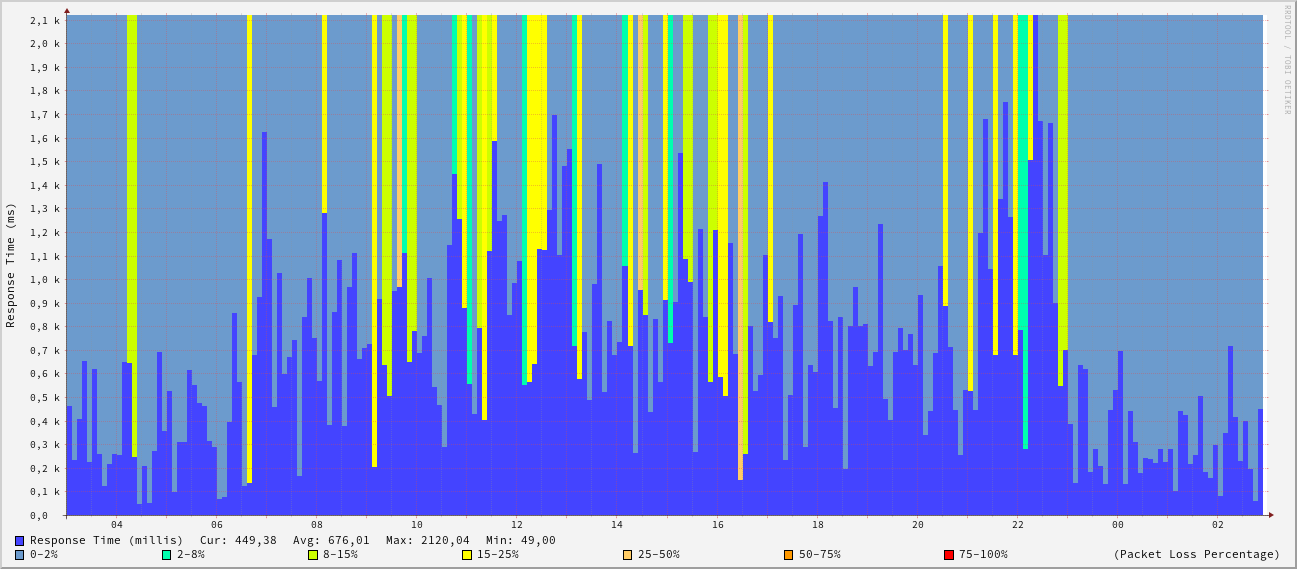 RRDTOOL / TOBI OETIKER
Response Time (ms)
2,1 k
2,0 k
1,9 k
1,8 k
1,7 k
1,6 k
1,5 k
1,4 k
1,3 k
1,2 k
1,1 k
1,0 k
0,9 k
0,8 k
0,7 k
0,6 k
0,5 k
0,4 k
0,3 k
0,2 k
0,1 k
0,0
04 06 08 10 12 14 16 18 20 22 00 02
Response Time (millis) Cur: 449,38 Avg: 676,01 Max: 2120,04 Min: 49,00
0-2% 2-8% 8-15% 15-25% 25-50% 50-75% 75-100% (Packet Loss Percentage)